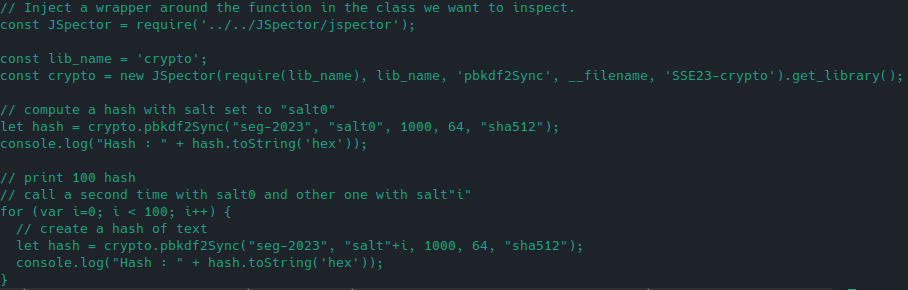 // Inject a wrapper around the function in the class we want to inspect.
const JSpector = require('../../JSpector/jspector');
const lib_name = 'crypto';
const crypto = new JSpector(require(lib_name), lib_name, 'pbkdf2Sync', __filename, 'SSE23-crypto').get_library();
// compute a hash with salt set to "salt0"
let hash = crypto.pbkdf2Sync("seg-2023", "salt0", 1000, 64, "sha512");
console.log("Hash : " + hash.toString('hex'));
// print 100 hash
// call a second time with salt0 and other one with salt"i"
for (var i=0; i < 100; i++) {
  // create a hash of text
  let hash = crypto.pbkdf2Sync("seg-2023", "salt"+i, 1000, 64, "sha512");
  console.log("Hash : " + hash.toString('hex'));
}